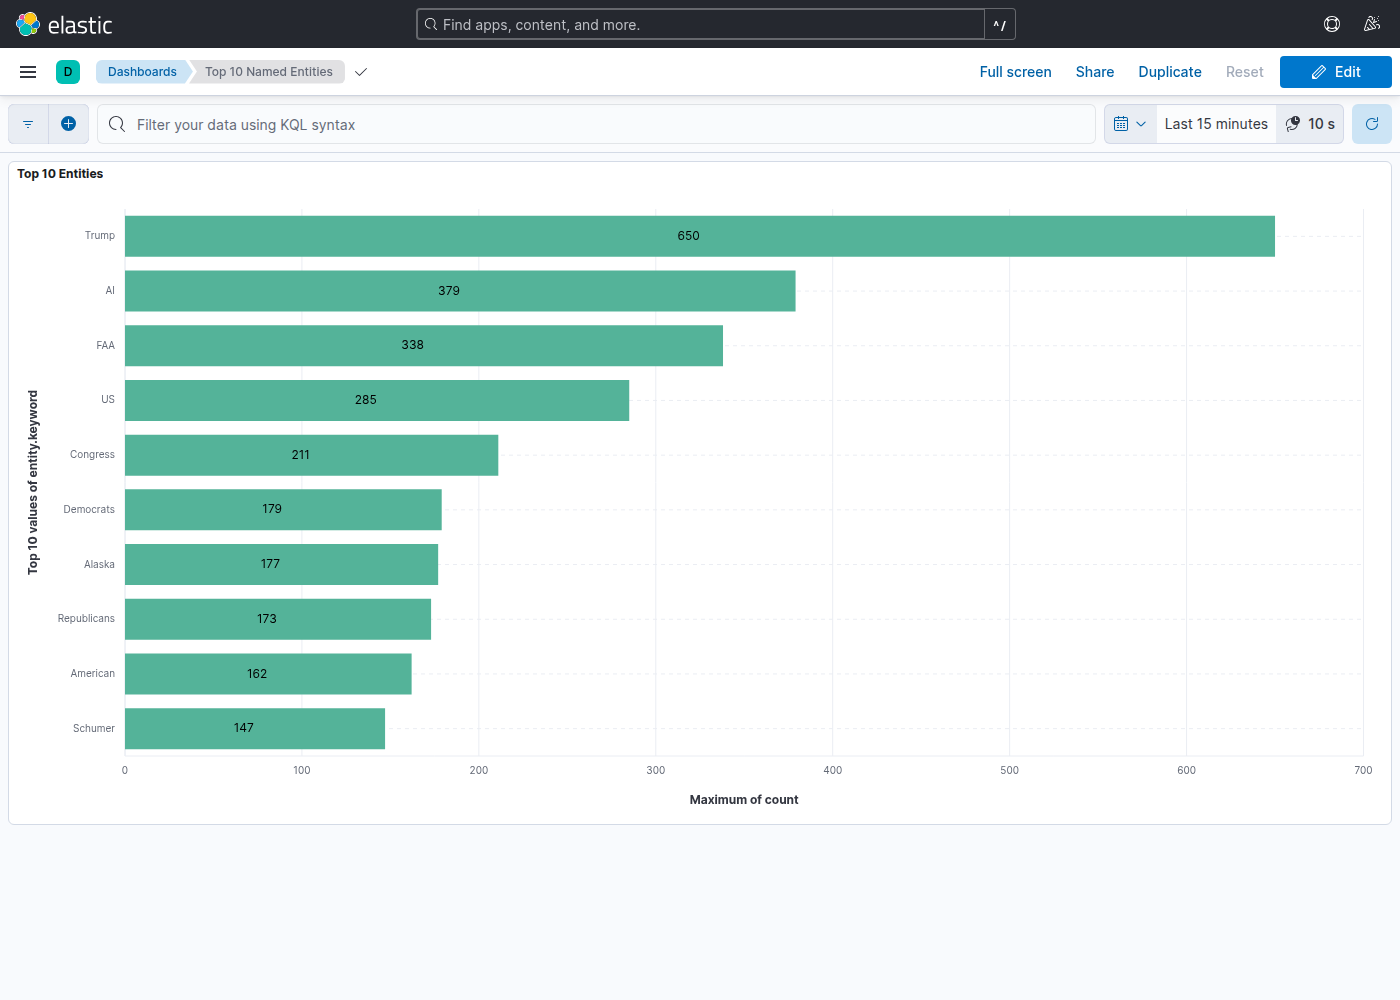 elastic
Find apps, content, and more.
^ /
D
Dashboards
Top 10 Named Entities
Full screen
Share
Duplicate
Reset
Edit
Filter your data using KQL syntax
Last 15 minutes
10 s
Top 10 Entities
Top 10 values of entity.keyword
Trump
650
AI
379
FAA
338
US
285
Congress
211
Democrats
179
Alaska
177
Republicans
173
American
162
Schumer
147
0
100
200
300
400
500
600
700
Maximum of count